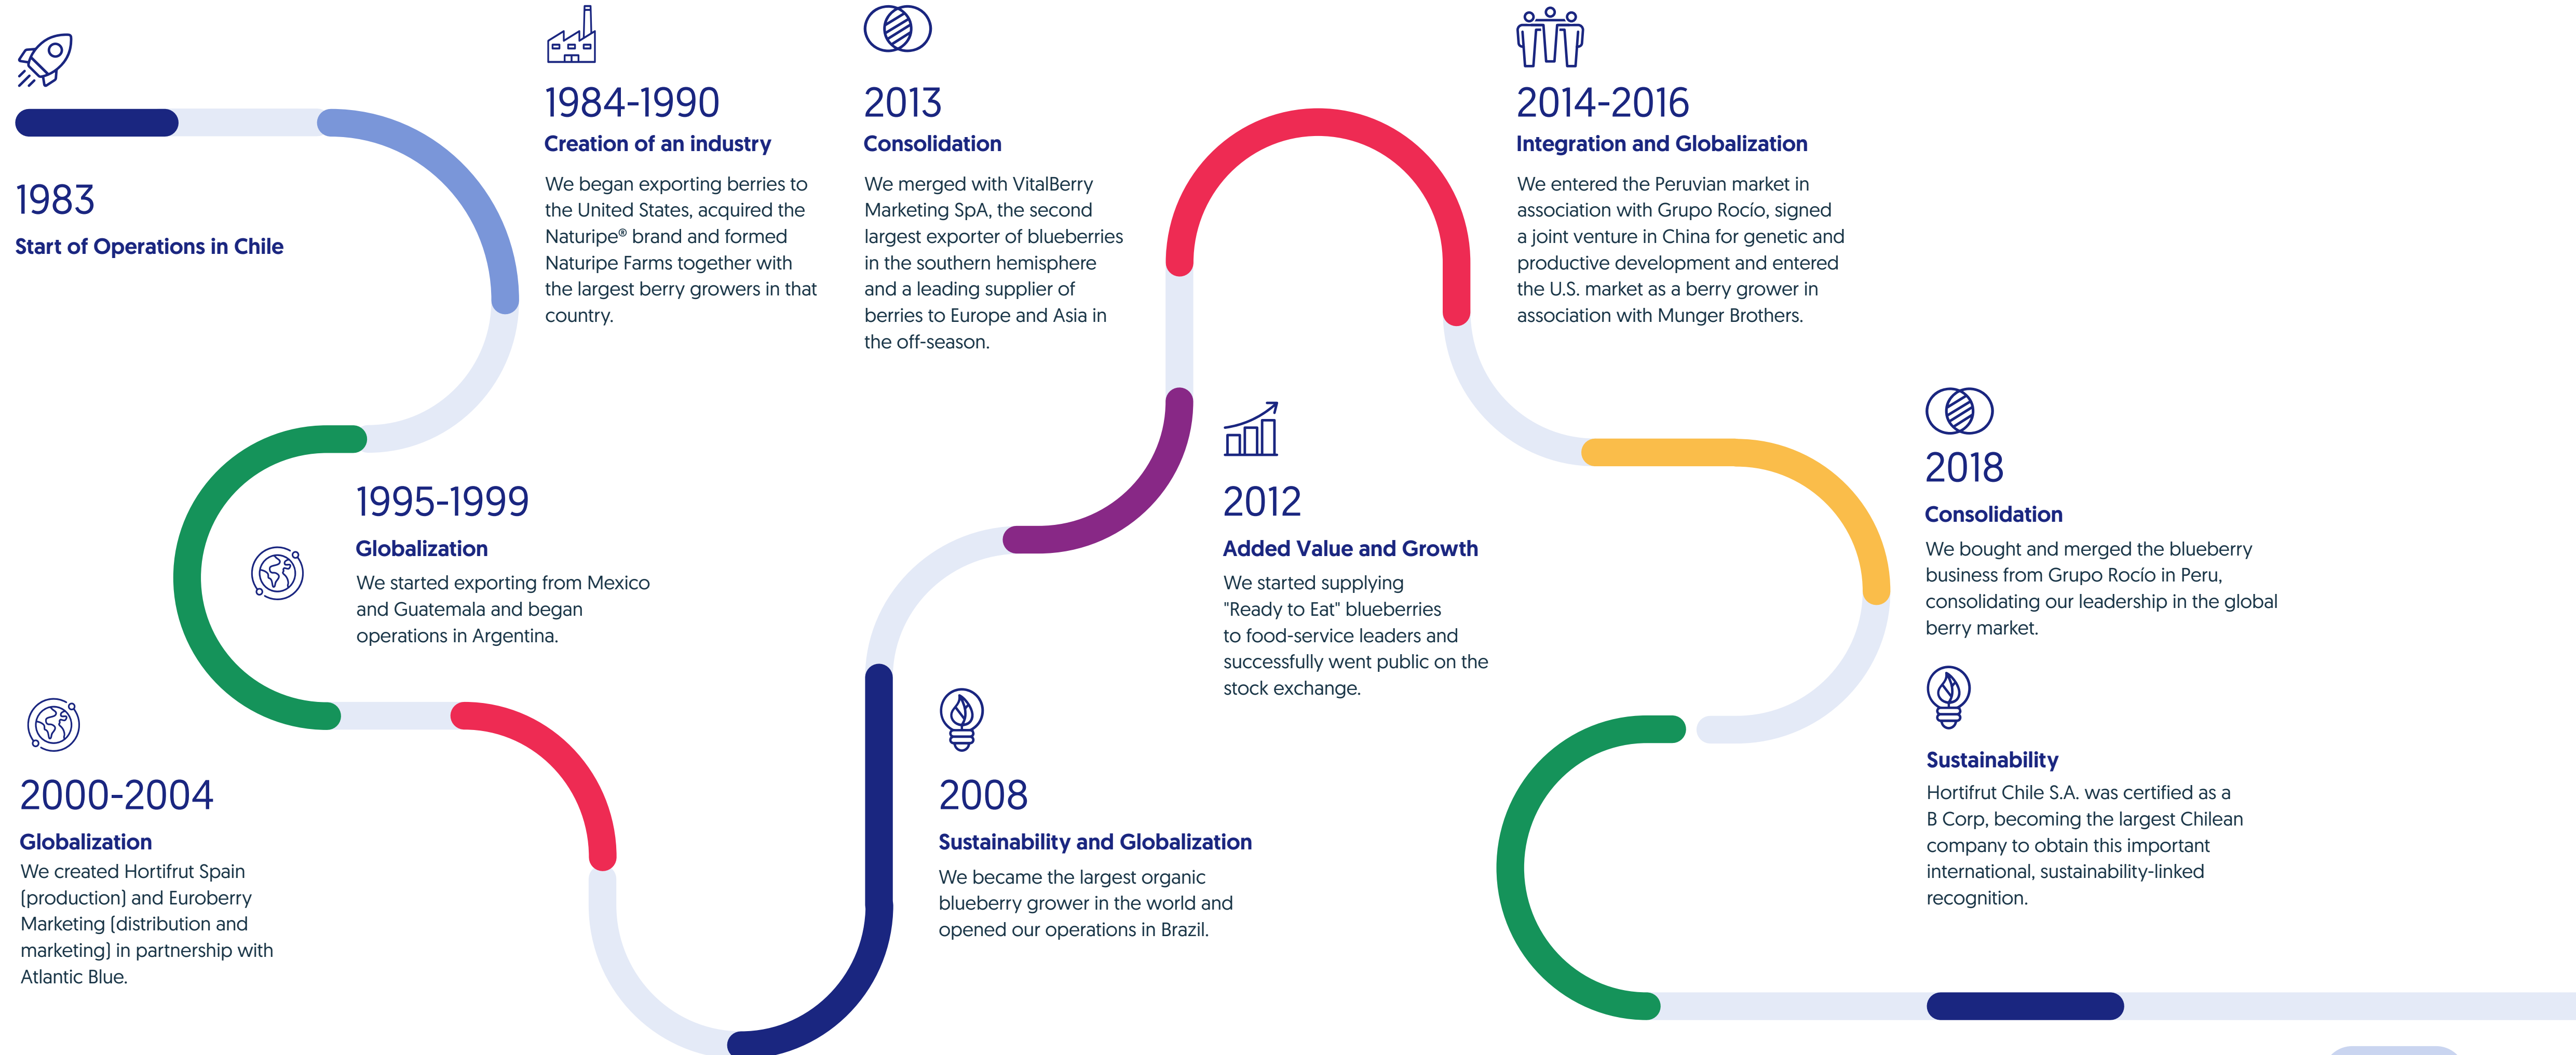 1983
Start of Operations in Chile
1984-1990
Creation of an industry
We began exporting berries to
the United States, acquired the
Naturipe® brand and formed
Naturipe Farms together with
the largest berry growers in that
country.
1995-1999
Globalization
We started exporting from Mexico
and Guatemala and began
operations in Argentina.
2000-2004
Globalization
We created Hortifrut Spain
(production) and Euroberry
Marketing (distribution and
marketing) in partnership with
Atlantic Blue.
2008
Sustainability and Globalization
We became the largest organic
blueberry grower in the world and
opened our operations in Brazil.
2012
Added Value and Growth
We started supplying
"Ready to Eat" blueberries
to food-service leaders and
successfully went public on the
stock exchange.
2013
Consolidation
We merged with VitalBerry
Marketing SpA, the second
largest exporter of blueberries
in the southern hemisphere
and a leading supplier of
berries to Europe and Asia in
the off-season.
2014-2016
Integration and Globalization
We entered the Peruvian market in
association with Grupo Rocío, signed
a joint venture in China for genetic and
productive development and entered
the U.S. market as a berry grower in
association with Munger Brothers.
2018
Consolidation
We bought and merged the blueberry
business from Grupo Rocío in Peru,
consolidating our leadership in the global
berry market.
Sustainability
Hortifrut Chile S.A. was certified as a
B Corp, becoming the largest Chilean
company to obtain this important
international, sustainability-linked
recognition.